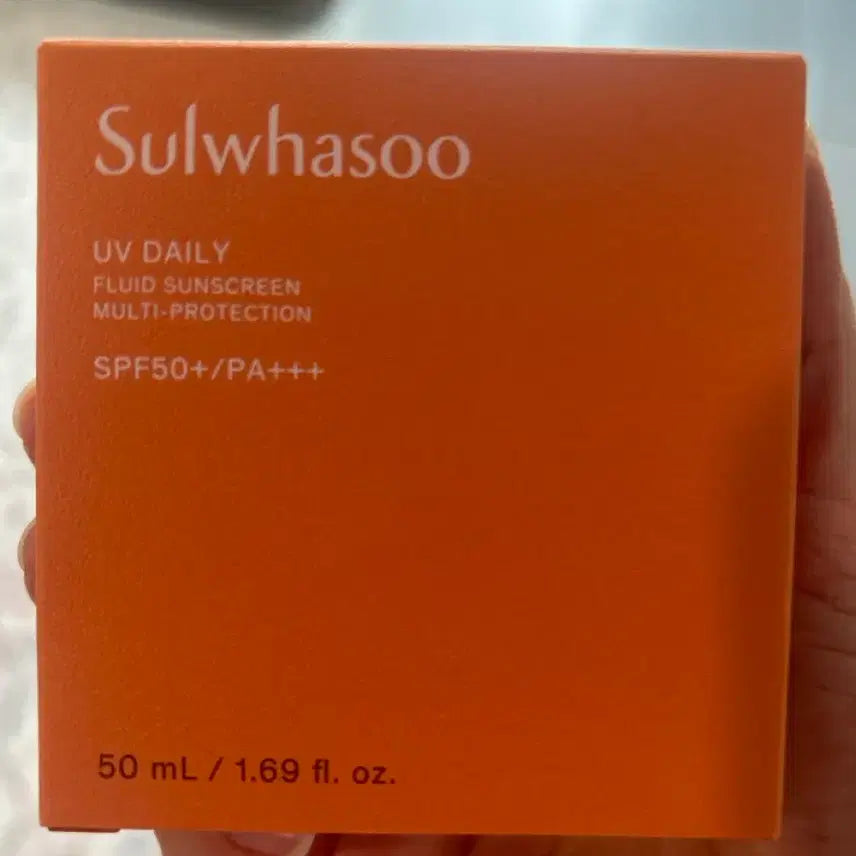 Sulwhasoo
UV DAILY
FLUID SUNSCREEN
MULTI-PROTECTION
SPF50+/PA+++
50 mL / 1.69 fl. oz.